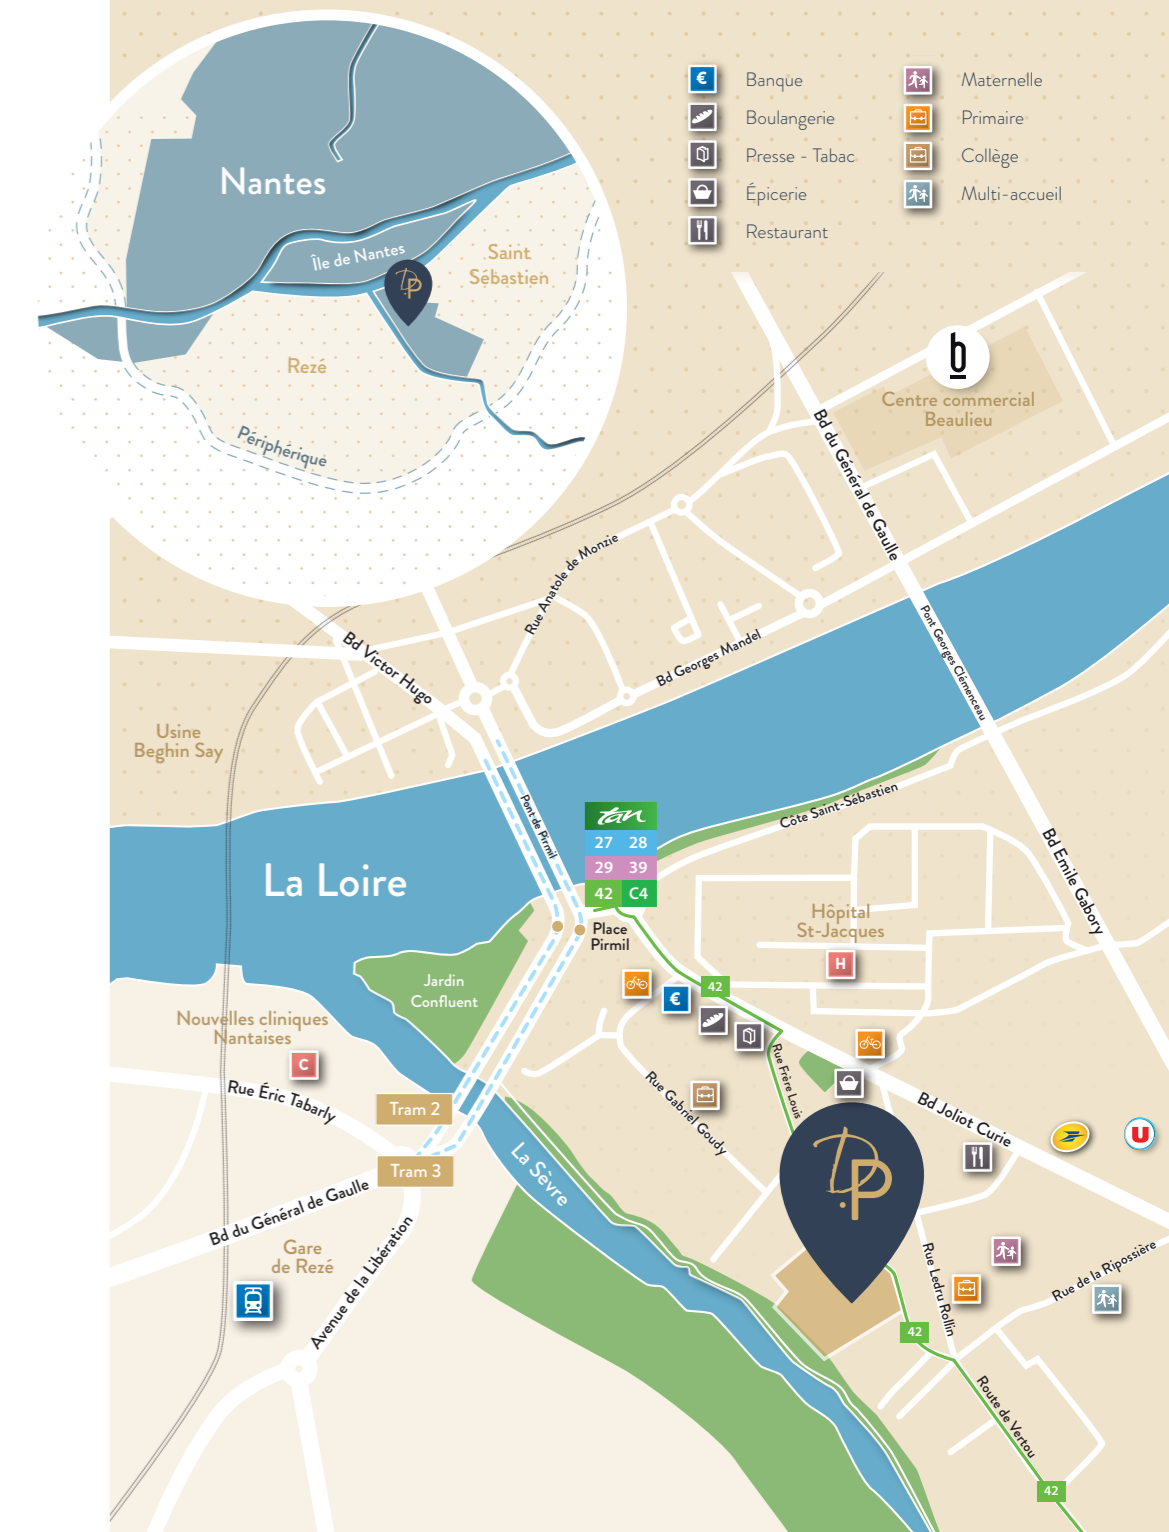 Nantes
Île de Nantes
Saint
Sébastien
DP
Rezé
Périphérique
€ Banque
Boulangerie
Presse - Tabac
Épicerie
Restaurant
Maternelle
Primaire
Collège
Multi-accueil
b
Centre commercial
Beaulieu
Bd du Général de Gaulle
Rue Anatole de Monzie
Bd Victor Hugo
Bd Georges Mandel
Pont Georges Clémenceau
Usine
Beghin Say
Pont de Pirmil
Côte Saint-Sébastien
tan
27 28
29 39
42 C4
Bd Emile Gabory
La Loire
Hôpital
St-Jacques
H
Place
Pirmil
Jardin
Confluent
42
€
Nouvelles cliniques
Nantaises
C
Rue Éric Tabarly
Rue Frère Louis
Rue Gabriel Goudy
Tram 2
Bd Joliot Curie
U
Tram 3
La Sèvre
DP
Bd du Général de Gaulle
Gare
de Rezé
Avenue de la Libération
Rue Ledru Rollin
Rue de la Ripossière
42
Route de Vertou
42